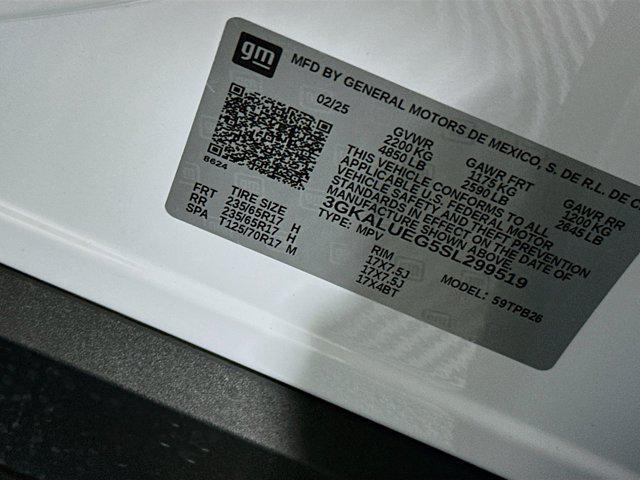 gm
MFD BY GENERAL MOTORS DE MEXICO, S. DE R.L. DE C
02/25
GVWR GAWR FRT GAWR RR
2200 KG 1175 KG 1200 KG
4850 LB 2590 LB 2645 LB
8624
THIS VEHICLE CONFORMS TO ALL
APPLICABLE U.S. FEDERAL MOTOR
VEHICLE SAFETY AND THEFT PREVENTION
STANDARDS IN EFFECT ON THE DATE OF
MANUFACTURE SHOWN ABOVE.
3GKALUEG5SL299519
TYPE: MPV MODEL: 59TPB26
TIRE SIZE RIM
FRT 235/65R17 H 17X7.5J
RR 235/65R17 H 17X7.5J
SPA T125/70R17 M 17X4BT